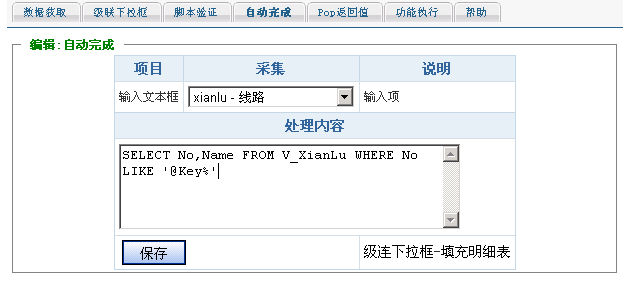 数据获取 级联下拉框 脚本验证 自动完成 Pop返回值 功能执行 帮助
编辑:自动完成
项目 采集 说明
输入文本框 xianlu - 线路 输入项
处理内容
SELECT No,Name FROM V_XianLu WHERE No
LIKE '@Key%'
保存 级连下拉框-填充明细表